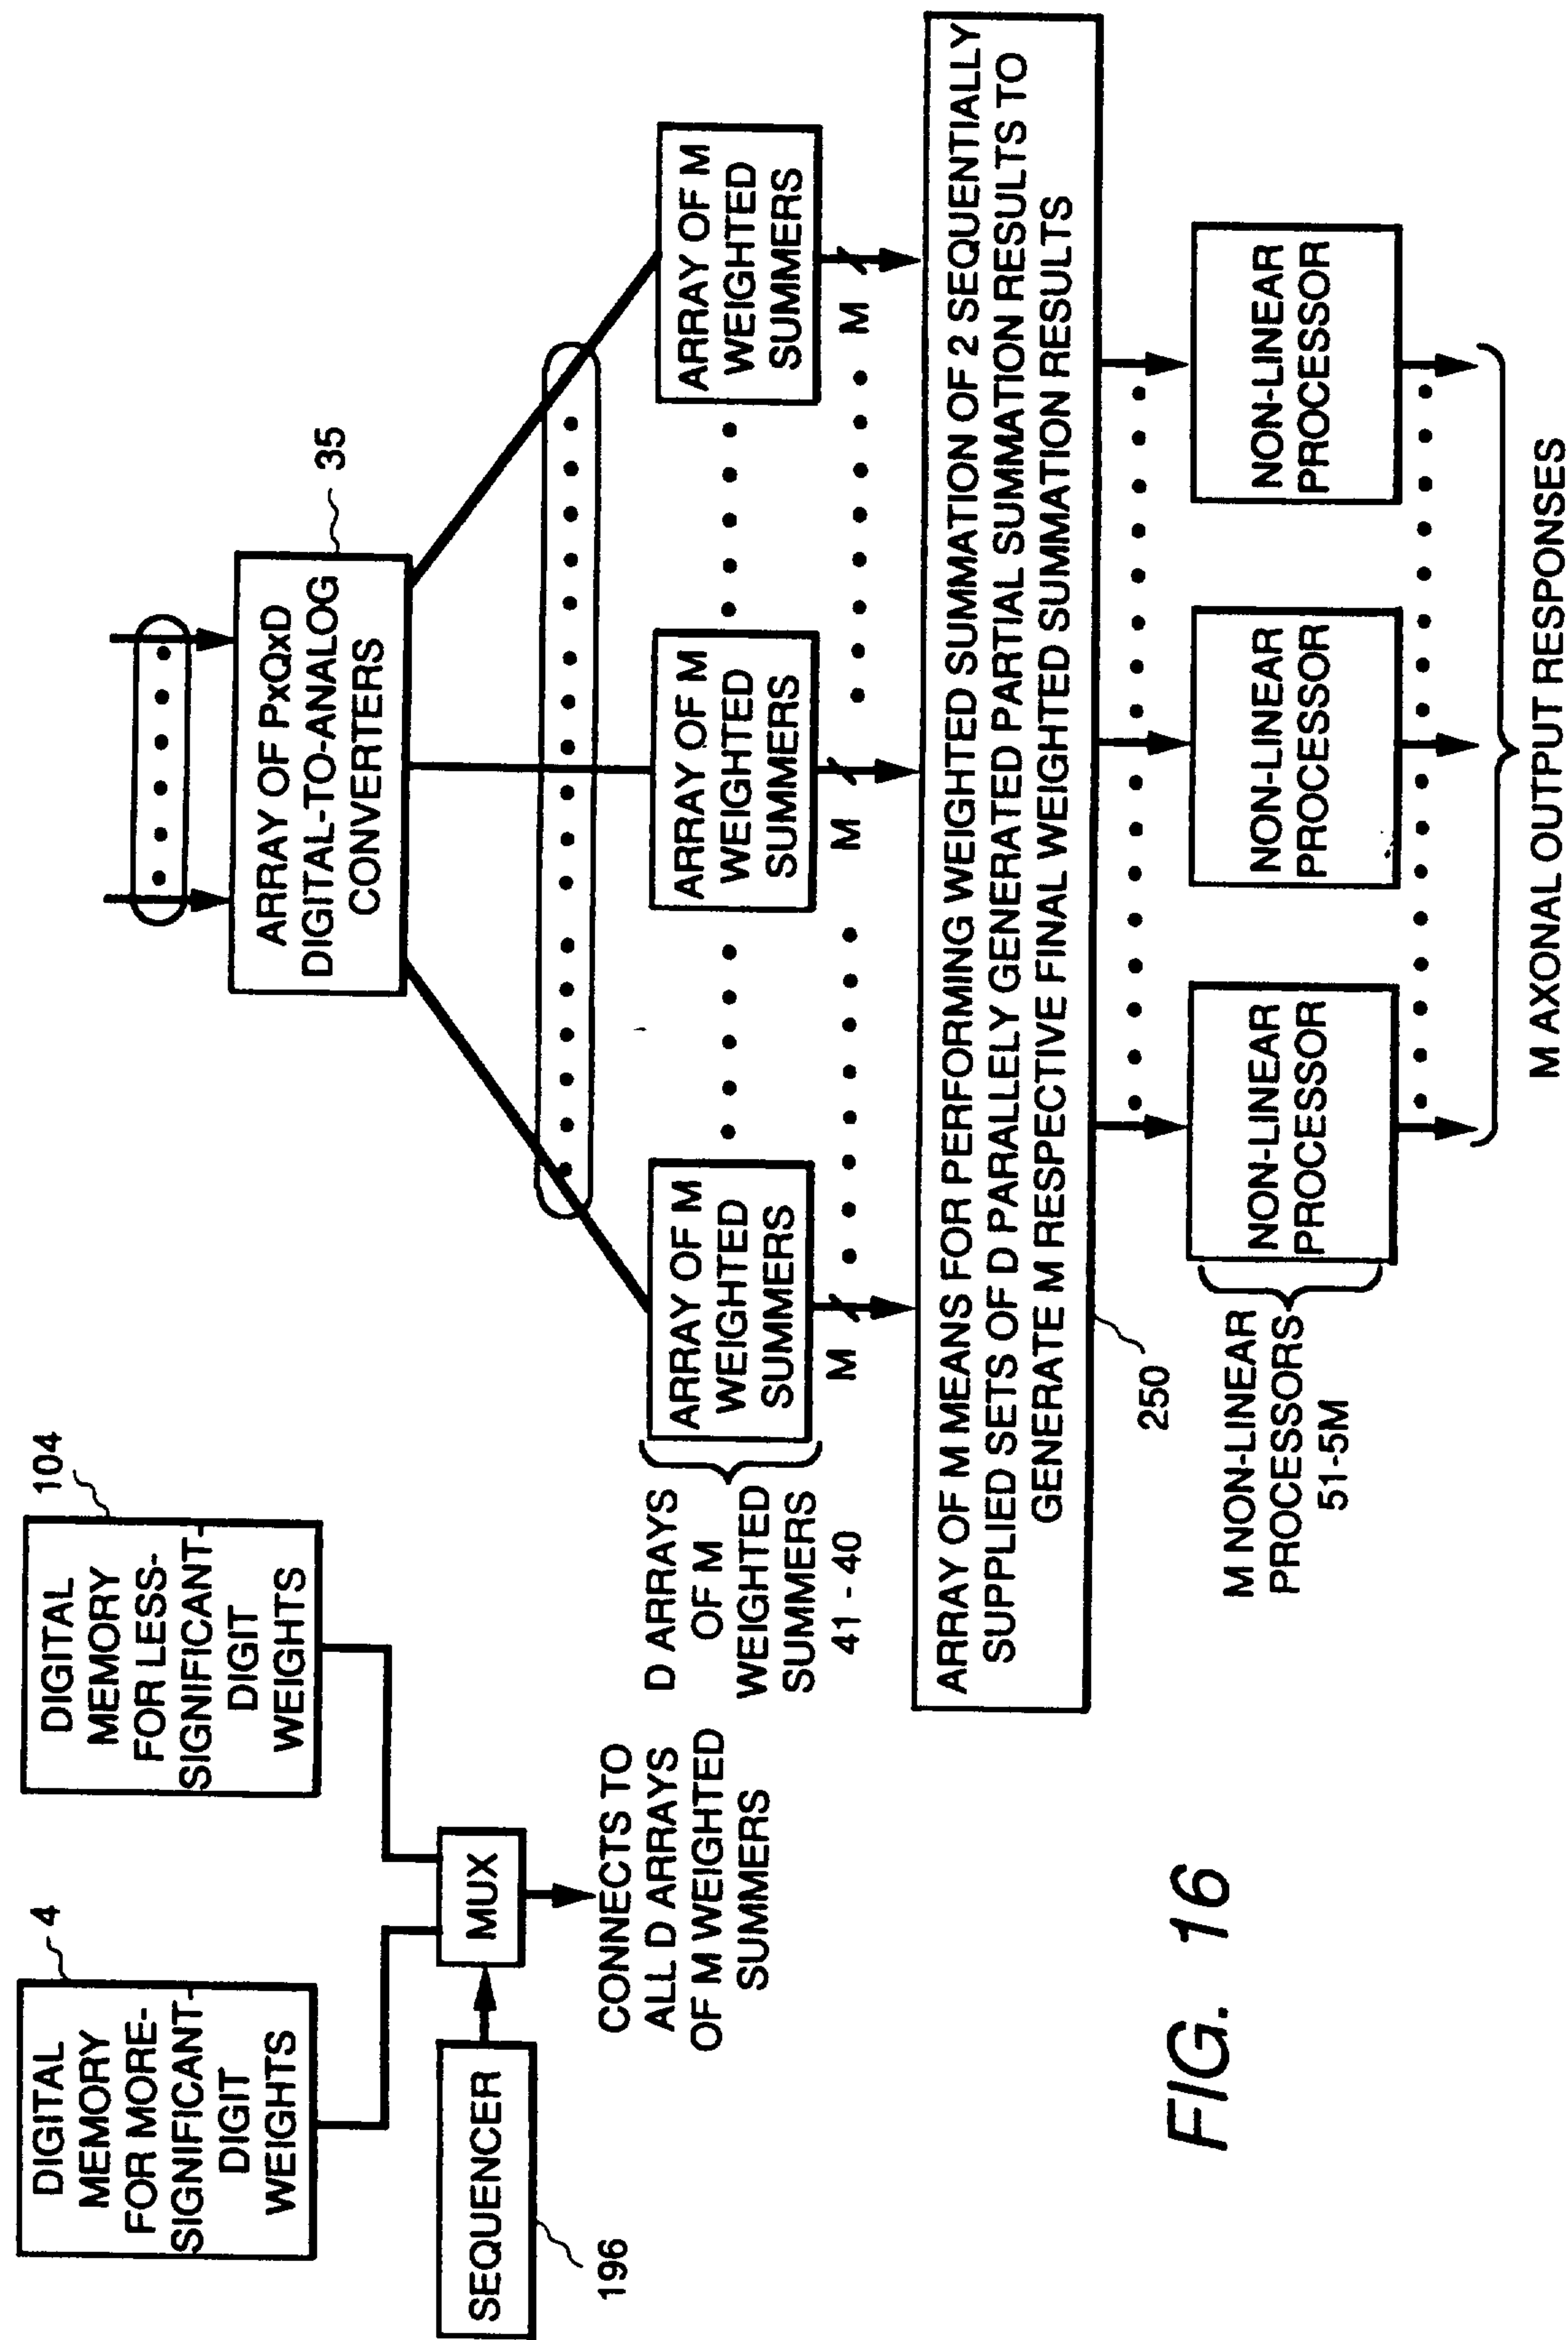 DIGITAL
MEMORY
FOR MORE-
SIGNIFICANT-
DIGIT
WEIGHTS
4
DIGITAL
MEMORY
FOR LESS-
SIGNIFICANT-
DIGIT
WEIGHTS
104
SEQUENCER
196
MUX
CONNECTS TO
ALL D ARRAYS
OF M WEIGHTED
SUMMERS
ARRAY OF PxQxD
DIGITAL-TO-ANALOG
CONVERTERS
35
D ARRAYS
OF M
WEIGHTED
SUMMERS
41 - 40
ARRAY OF M
WEIGHTED
SUMMERS
ARRAY OF M
WEIGHTED
SUMMERS
ARRAY OF M
WEIGHTED
SUMMERS
M
M
M
ARRAY OF M MEANS FOR PERFORMING WEIGHTED SUMMATION OF 2 SEQUENTIALLY
SUPPLIED SETS OF D PARALLELY GENERATED PARTIAL SUMMATION RESULTS TO
GENERATE M RESPECTIVE FINAL WEIGHTED SUMMATION RESULTS
250
M NON-LINEAR
PROCESSORS
51-5M
NON-LINEAR
PROCESSOR
NON-LINEAR
PROCESSOR
NON-LINEAR
PROCESSOR
M AXONAL OUTPUT RESPONSES
FIG. 16